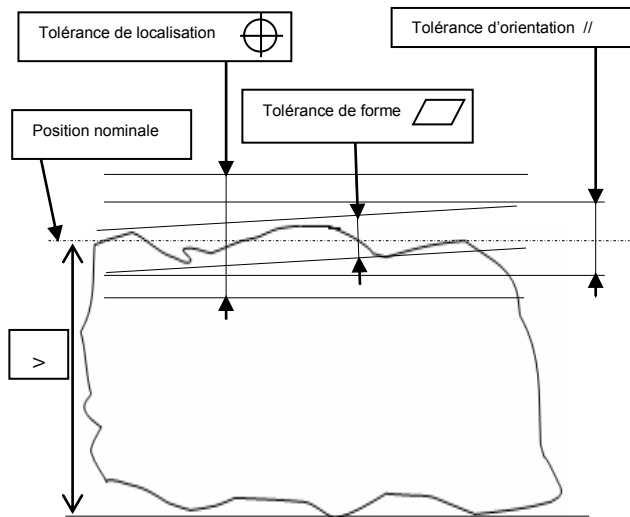 Tolérance de localisation
Tolérance d'orientation //
Tolérance de forme
Position nominale
>